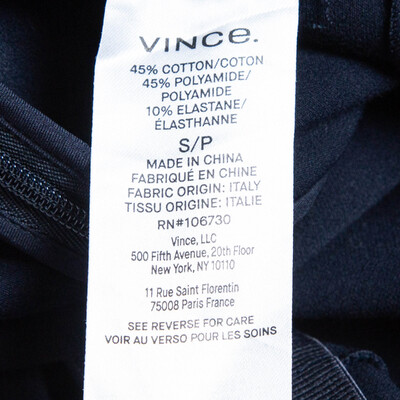 VINCe.
45% COTTON/COTON
45% POLYAMIDE/
POLYAMIDE
10% ELASTANE/
ÉLASTHANNE
S/P
MADE IN CHINA
FABRIQUÉ EN CHINE
FABRIC ORIGIN: ITALY
TISSU ORIGINE: ITALIE
RN#106730
Vince, LLC
500 Fifth Avenue, 20th Floor
New York, NY 10110
11 Rue Saint Florentin
75008 Paris France
SEE REVERSE FOR CARE
VOIR AU VERSO POUR LES SOINS